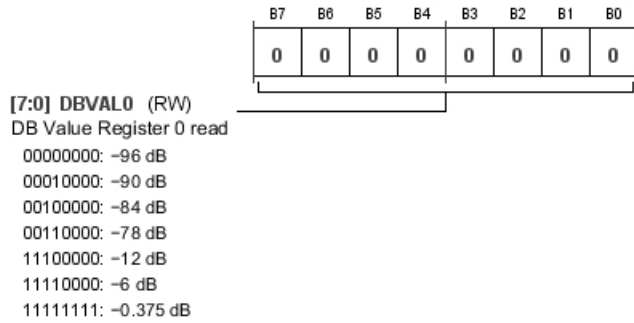 B7 B6 B5 B4 B3 B2 B1 B0
0 0 0 0 0 0 0 0
[7:0] DBVAL0 (RW)
DB Value Register 0 read
00000000: −96 dB
00010000: −90 dB
00100000: −84 dB
00110000: −78 dB
11100000: −12 dB
11110000: −6 dB
11111111: −0.375 dB